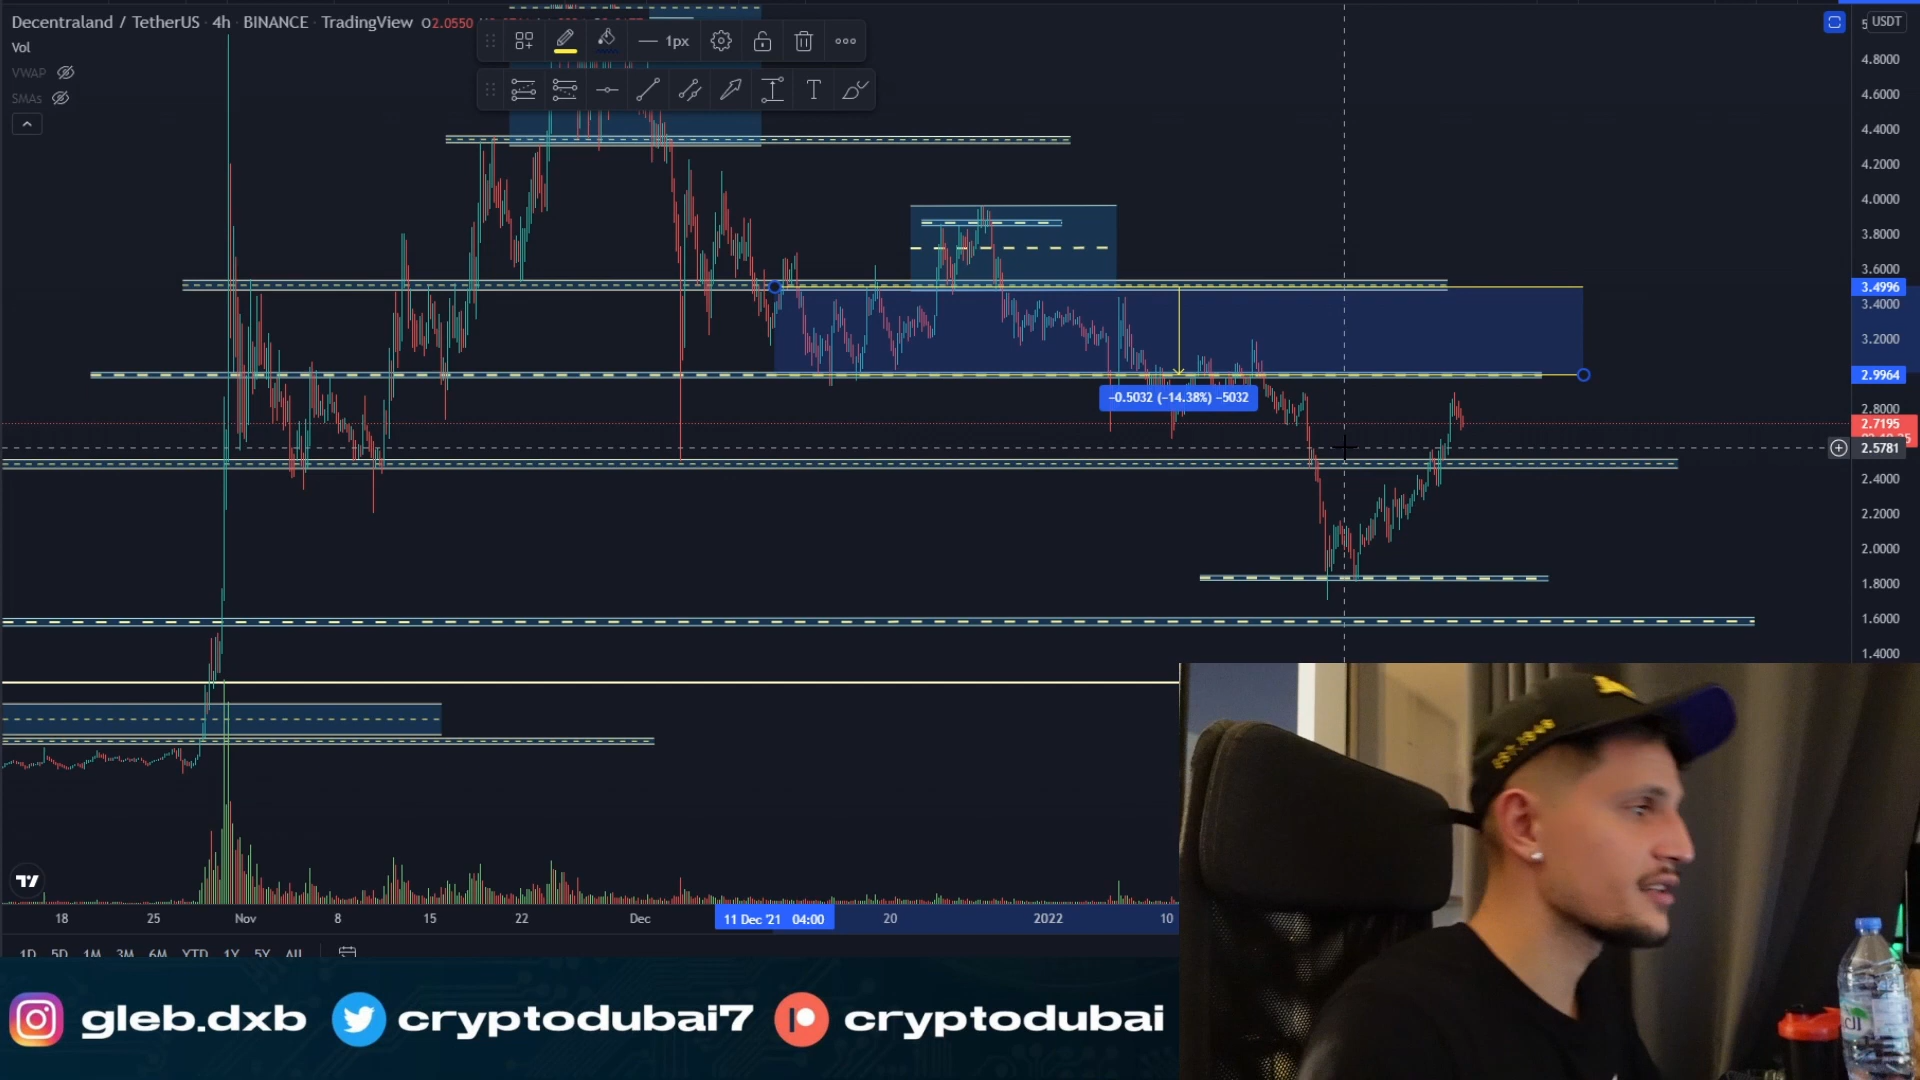 Decentraland / TetherUS · 4h · BINANCE · TradingView O2.0550
USDT
Vol
VWAP
SMAs
1px
T
4.8000
4.6000
4.4000
4.2000
4.0000
3.8000
3.6000
3.4996
3.4000
3.2000
2.9964
2.8000
2.7195
2.5781
2.4000
2.2000
2.0000
1.8000
1.6000
1.4000
−0.5032 (−14.38%) −5032
18 25 Nov 8 15 22 Dec 11 Dec '21 04:00 20 2022 10
1D 5D 1M 3M 6M YTD 1Y 5Y All
gleb.dxb cryptodubai7 cryptodubai
EST. 1946